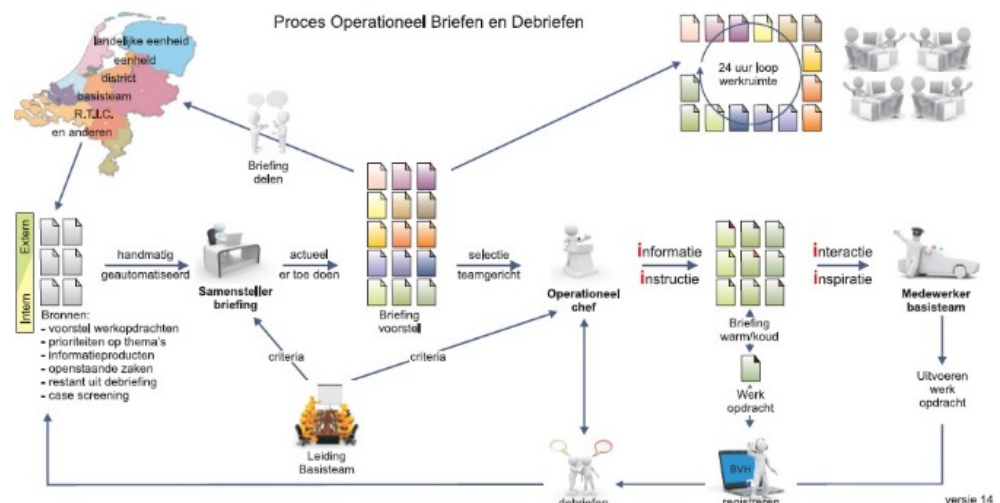 Proces Operationeel Briefen en Debriefen
landelijke eenheid
eenheid
district
basisteam
R.T.I.C.
en anderen
Briefing
delen
24 uur loop
werkruimte
Extern
Intern
handmatig
geautomatiseerd
Samensteller
briefing
actueel
er toe doen
Briefing
voorstel
selectie
teamgericht
Operationeel
chef
informatie
instructie
Briefing
warm/koud
interactie
inspiratie
Medewerker
basisteam
Bronnen:
- voorstel werkopdrachten
- prioriteiten op thema's
- informatieproducten
- openstaande zaken
- restant uit debriefing
- case screening
criteria
criteria
Leiding
Basisteam
Werk
opdracht
Uitvoeren
werk
opdracht
BVH
debriefen
registreren
versie 14